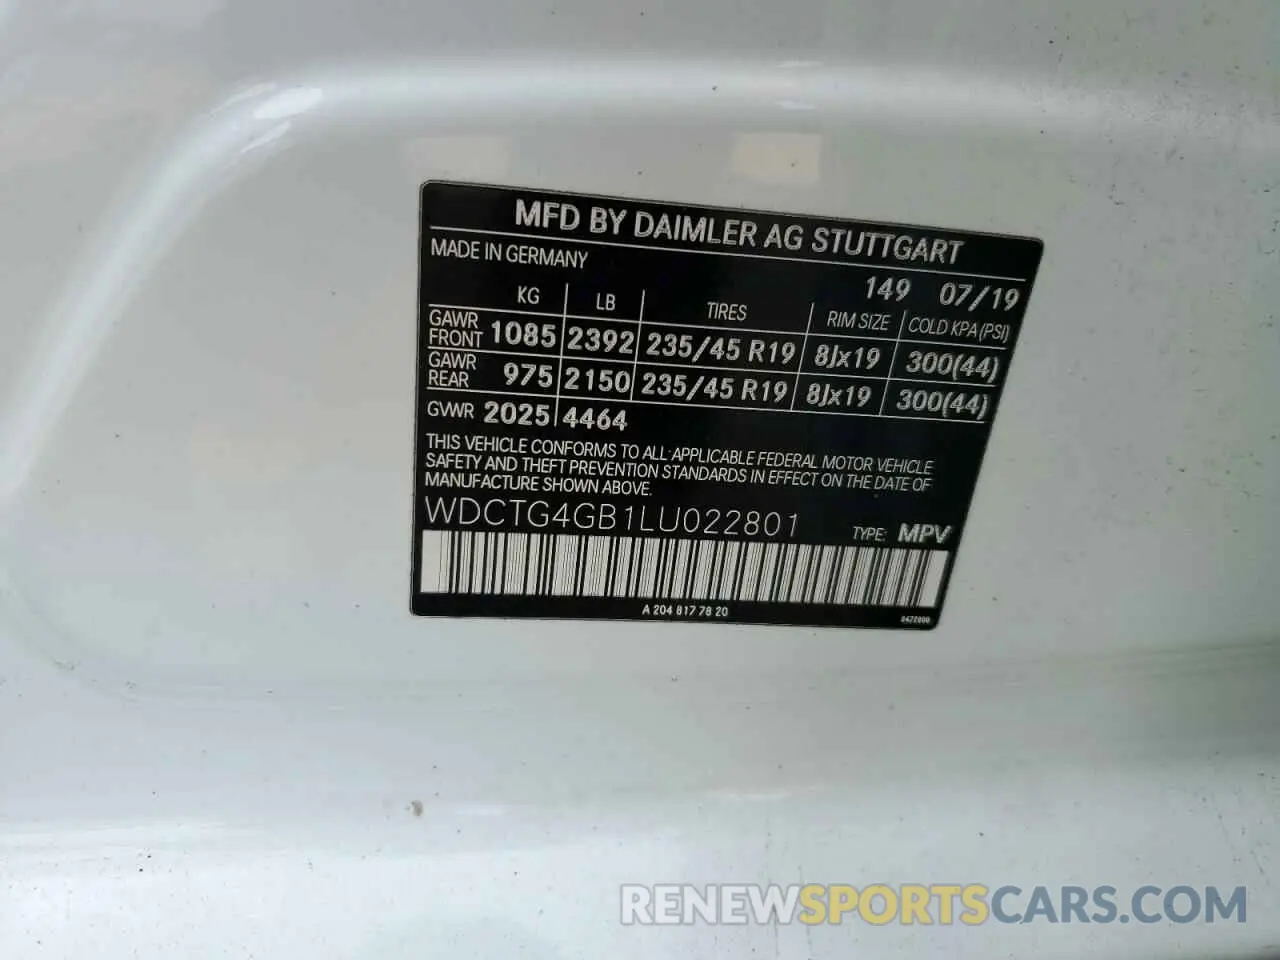 MFD BY DAIMLER AG STUTTGART
MADE IN GERMANY
149 07/19
KG LB TIRES RIM SIZE COLD KPA(PSI)
GAWR FRONT 1085 2392 235/45 R19 8Jx19 300(44)
GAWR REAR 975 2150 235/45 R19 8Jx19 300(44)
GVWR 2025 4464
THIS VEHICLE CONFORMS TO ALL APPLICABLE FEDERAL MOTOR VEHICLE
SAFETY AND THEFT PREVENTION STANDARDS IN EFFECT ON THE DATE OF
MANUFACTURE SHOWN ABOVE.
WDCTG4GB1LU022801 TYPE: MPV
A 204 817 78 20
RENEWSPORTSCARS.COM